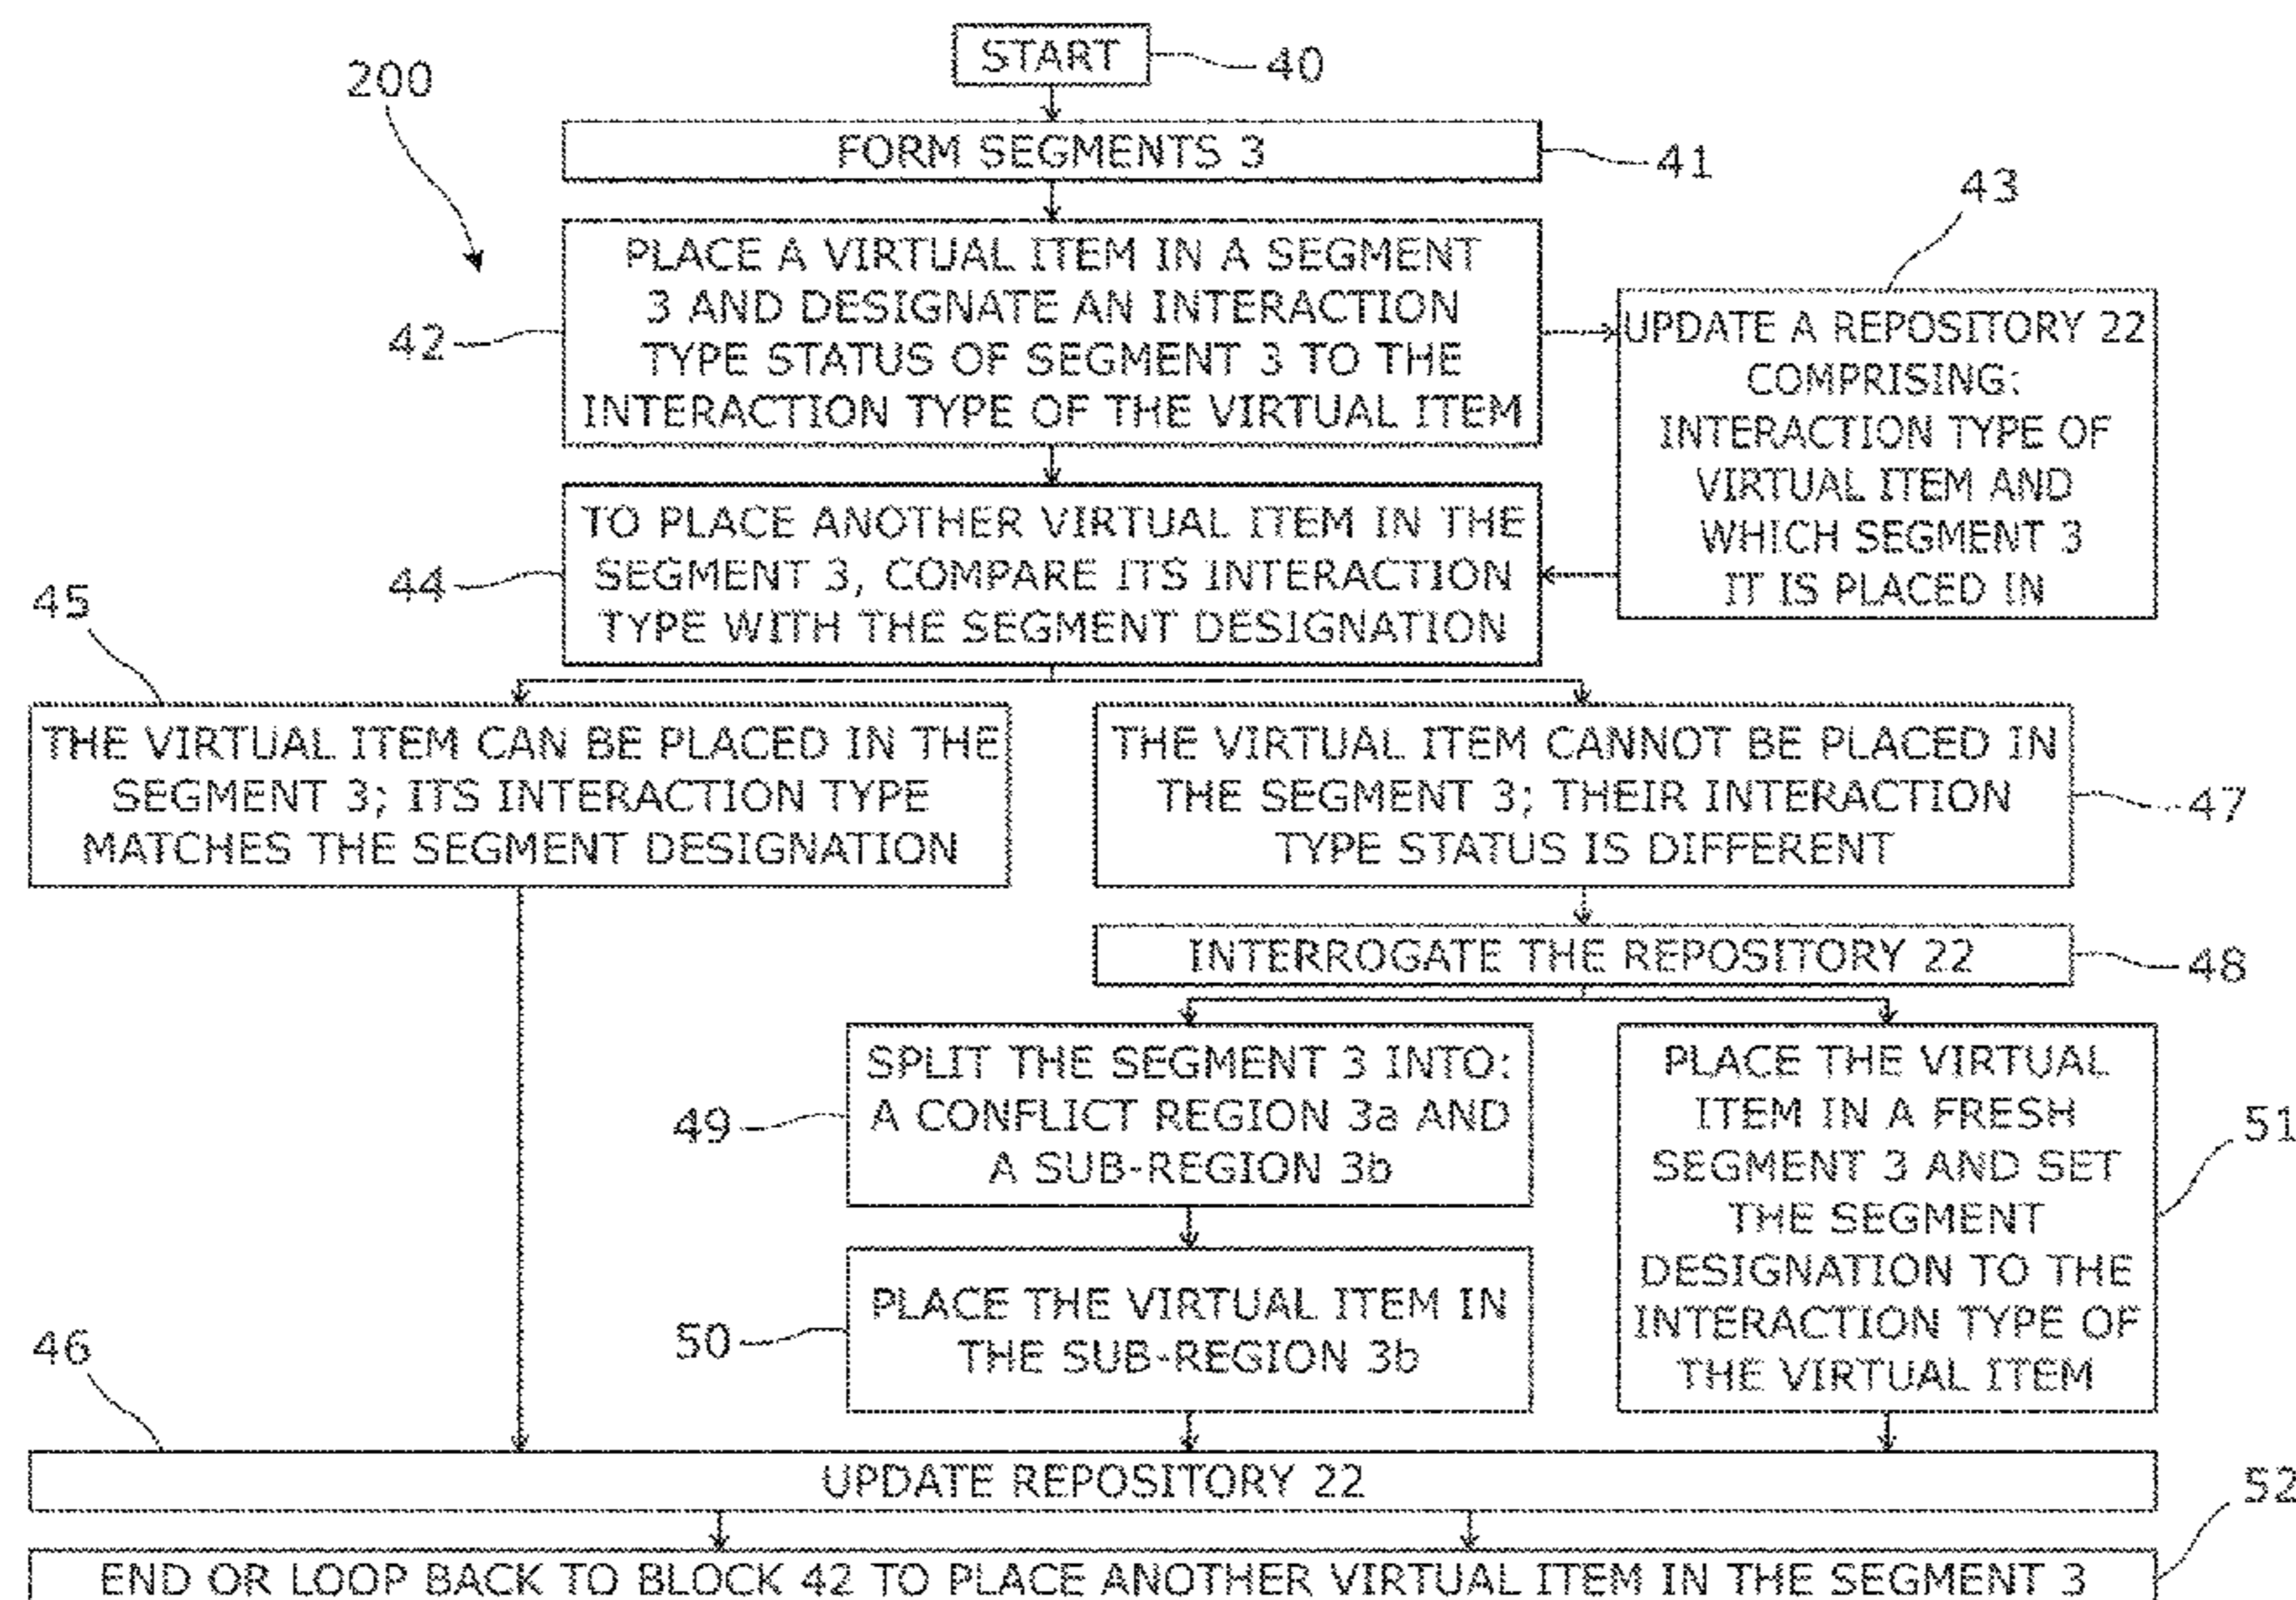 START
40
200
FORM SEGMENTS 3
41
PLACE A VIRTUAL ITEM IN A SEGMENT
3 AND DESIGNATE AN INTERACTION
TYPE STATUS OF SEGMENT 3 TO THE
INTERACTION TYPE OF THE VIRTUAL ITEM
42
43
UPDATE A REPOSITORY 22
COMPRISING:
INTERACTION TYPE OF
VIRTUAL ITEM AND
WHICH SEGMENT 3
IT IS PLACED IN
TO PLACE ANOTHER VIRTUAL ITEM IN THE
SEGMENT 3, COMPARE ITS INTERACTION
TYPE WITH THE SEGMENT DESIGNATION
44
45
THE VIRTUAL ITEM CAN BE PLACED IN THE
SEGMENT 3; ITS INTERACTION TYPE
MATCHES THE SEGMENT DESIGNATION
THE VIRTUAL ITEM CANNOT BE PLACED IN
THE SEGMENT 3; THEIR INTERACTION
TYPE STATUS IS DIFFERENT
47
INTERROGATE THE REPOSITORY 22
48
SPLIT THE SEGMENT 3 INTO:
A CONFLICT REGION 3a AND
A SUB-REGION 3b
49
PLACE THE VIRTUAL ITEM IN
THE SUB-REGION 3b
50
PLACE THE VIRTUAL
ITEM IN A FRESH
SEGMENT 3 AND SET
THE SEGMENT
DESIGNATION TO THE
INTERACTION TYPE OF
THE VIRTUAL ITEM
51
46
UPDATE REPOSITORY 22
52
END OR LOOP BACK TO BLOCK 42 TO PLACE ANOTHER VIRTUAL ITEM IN THE SEGMENT 3